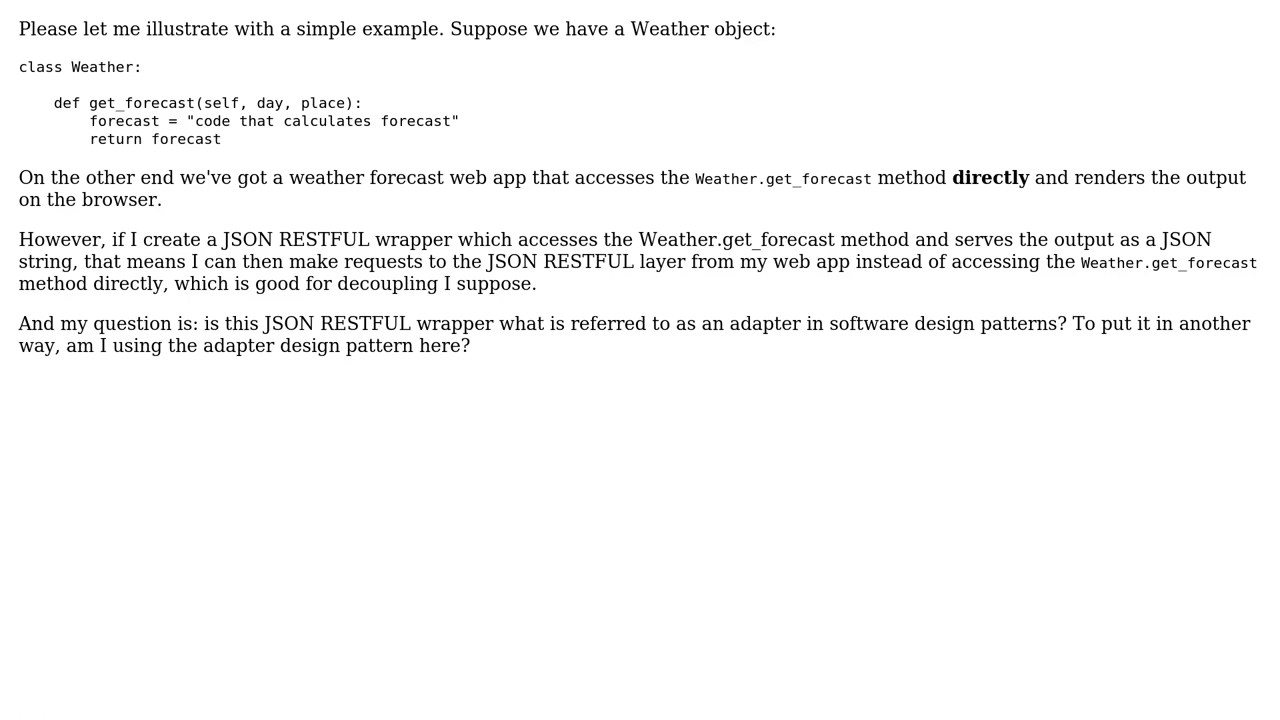 Please let me illustrate with a simple example. Suppose we have a Weather object:
class Weather:
    def get_forecast(self, day, place):
        forecast = "code that calculates forecast"
        return forecast
On the other end we've got a weather forecast web app that accesses the Weather.get_forecast method directly and renders the output
on the browser.
However, if I create a JSON RESTFUL wrapper which accesses the Weather.get_forecast method and serves the output as a JSON
string, that means I can then make requests to the JSON RESTFUL layer from my web app instead of accessing the Weather.get_forecast
method directly, which is good for decoupling I suppose.
And my question is: is this JSON RESTFUL wrapper what is referred to as an adapter in software design patterns? To put it in another
way, am I using the adapter design pattern here?